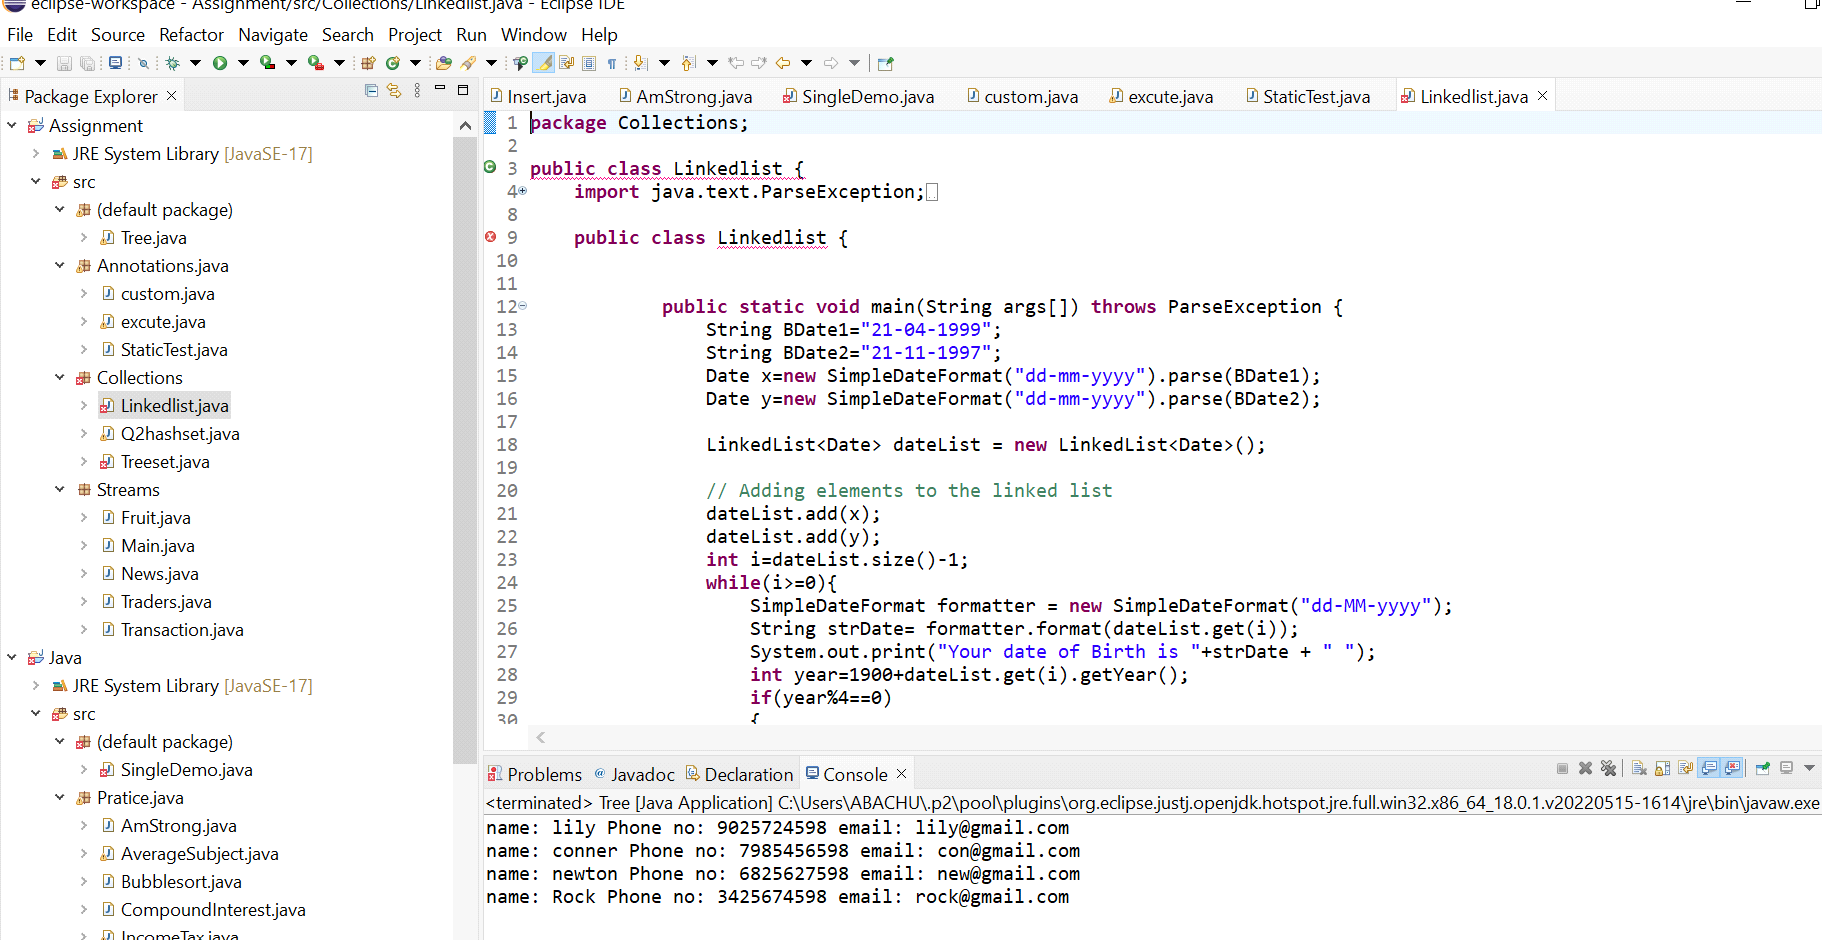 eclipse-workspace - Assignment/src/Collections/Linkedlist.java - Eclipse IDE
File Edit Source Refactor Navigate Search Project Run Window Help
Package Explorer
Assignment
JRE System Library [JavaSE-17]
src
(default package)
Tree.java
Annotations.java
custom.java
excute.java
StaticTest.java
Collections
Linkedlist.java
Q2hashset.java
Treeset.java
Streams
Fruit.java
Main.java
News.java
Traders.java
Transaction.java
Java
JRE System Library [JavaSE-17]
src
(default package)
SingleDemo.java
Pratice.java
AmStrong.java
AverageSubject.java
Bubblesort.java
CompoundInterest.java
IncomeTax.java
Insert.java AmStrong.java SingleDemo.java custom.java excute.java StaticTest.java Linkedlist.java
1 package Collections;
2
3 public class Linkedlist {
4 import java.text.ParseException;
8
9 public class Linkedlist {
10
11
12 public static void main(String args[]) throws ParseException {
13 String BDate1="21-04-1999";
14 String BDate2="21-11-1997";
15 Date x=new SimpleDateFormat("dd-mm-yyyy").parse(BDate1);
16 Date y=new SimpleDateFormat("dd-mm-yyyy").parse(BDate2);
17
18 LinkedList<Date> dateList = new LinkedList<Date>();
19
20 // Adding elements to the linked list
21 dateList.add(x);
22 dateList.add(y);
23 int i=dateList.size()-1;
24 while(i>=0){
25 SimpleDateFormat formatter = new SimpleDateFormat("dd-MM-yyyy");
26 String strDate= formatter.format(dateList.get(i));
27 System.out.print("Your date of Birth is "+strDate + " ");
28 int year=1900+dateList.get(i).getYear();
29 if(year%4==0)
30 {
Problems Javadoc Declaration Console
<terminated> Tree [Java Application] C:\Users\ABACHU\.p2\pool\plugins\org.eclipse.justj.openjdk.hotspot.jre.full.win32.x86_64_18.0.1.v20220515-1614\jre\bin\javaw.exe
name: lily Phone no: 9025724598 email: lily@gmail.com
name: conner Phone no: 7985456598 email: con@gmail.com
name: newton Phone no: 6825627598 email: new@gmail.com
name: Rock Phone no: 3425674598 email: rock@gmail.com